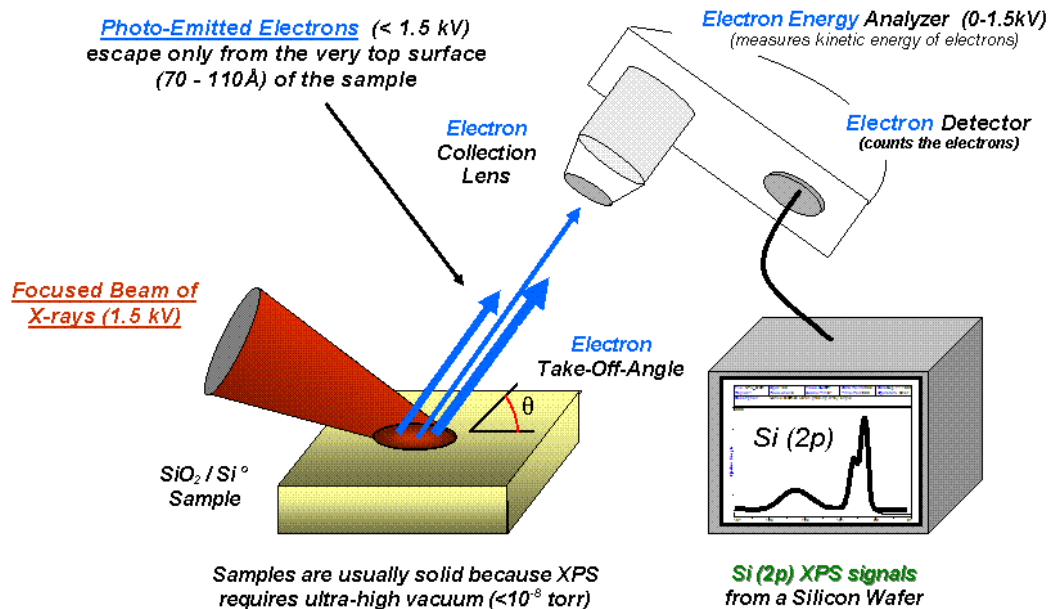 Photo-Emitted Electrons (< 1.5 kV)
escape only from the very top surface
(70 - 110Å) of the sample
Electron Energy Analyzer (0-1.5kV)
(measures kinetic energy of electrons)
Electron Detector
(counts the electrons)
Electron
Collection
Lens
Focused Beam of
X-rays (1.5 kV)
Electron
Take-Off-Angle
θ
SiO₂ / Si°
Sample
Si (2p)
Samples are usually solid because XPS
requires ultra-high vacuum (<10⁻⁸ torr)
Si (2p) XPS signals
from a Silicon Wafer